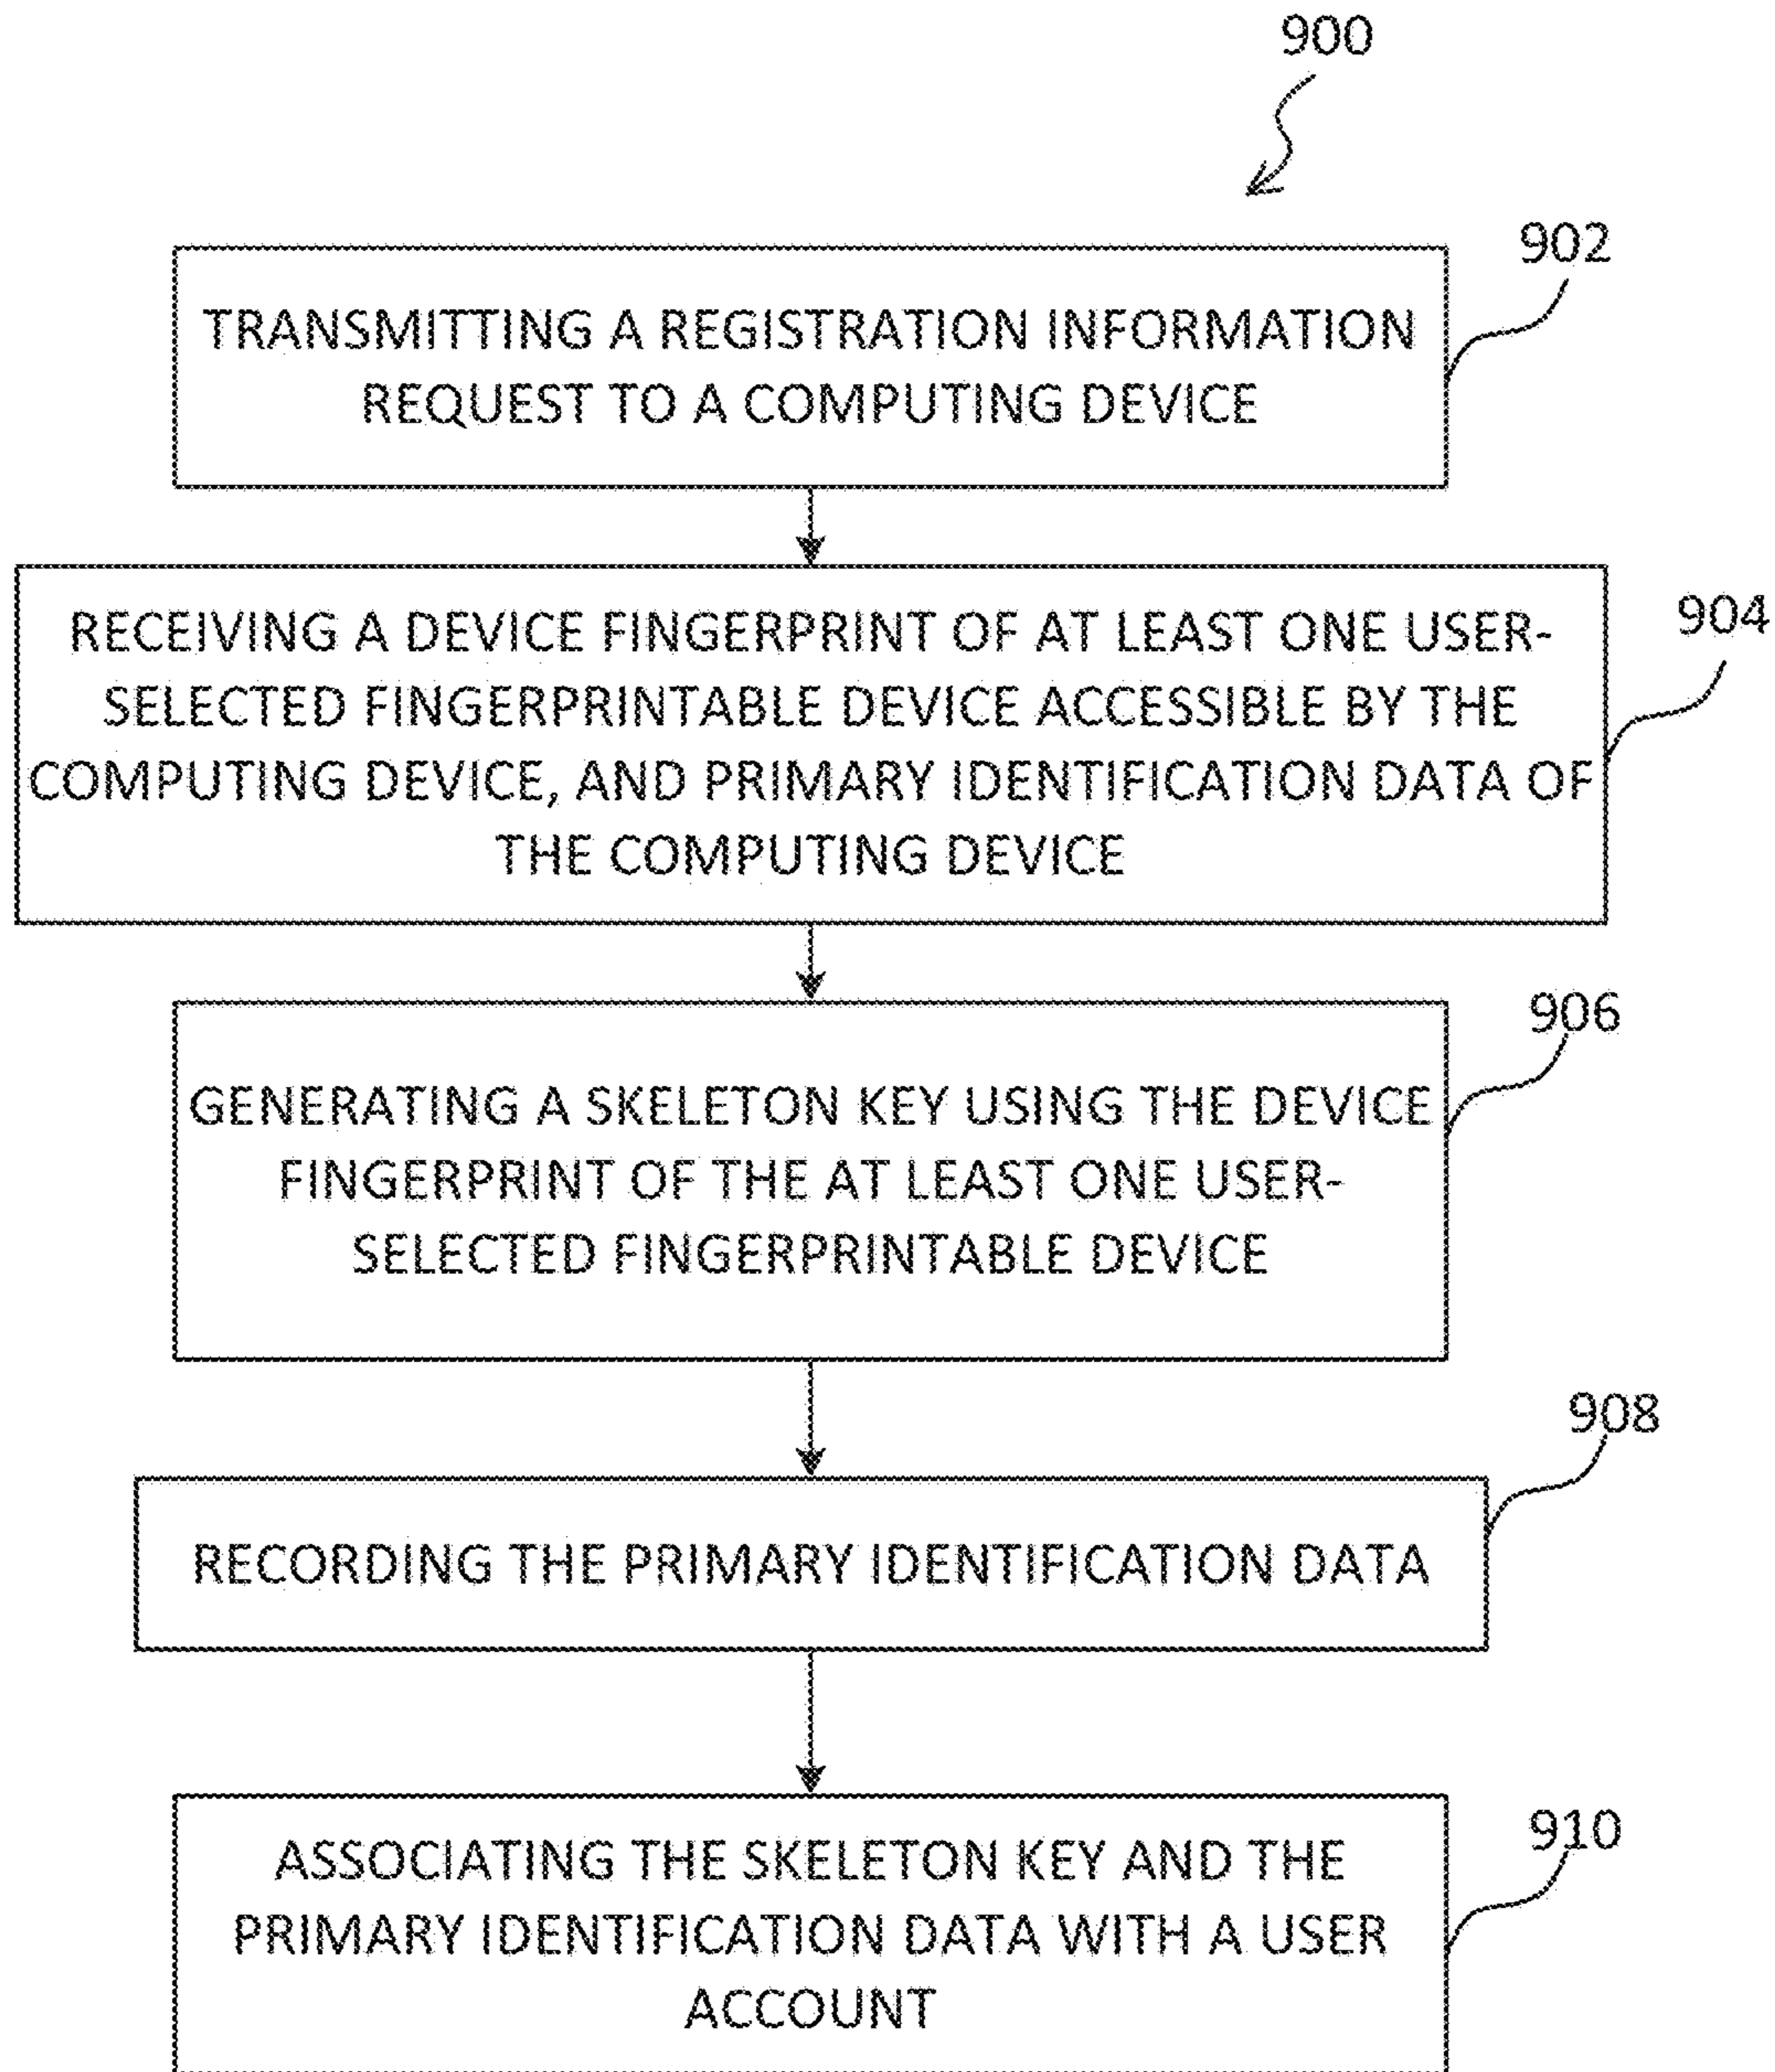 900
902
TRANSMITTING A REGISTRATION INFORMATION
REQUEST TO A COMPUTING DEVICE
904
RECEIVING A DEVICE FINGERPRINT OF AT LEAST ONE USER-
SELECTED FINGERPRINTABLE DEVICE ACCESSIBLE BY THE
COMPUTING DEVICE, AND PRIMARY IDENTIFICATION DATA OF
THE COMPUTING DEVICE
906
GENERATING A SKELETON KEY USING THE DEVICE
FINGERPRINT OF THE AT LEAST ONE USER-
SELECTED FINGERPRINTABLE DEVICE
908
RECORDING THE PRIMARY IDENTIFICATION DATA
910
ASSOCIATING THE SKELETON KEY AND THE
PRIMARY IDENTIFICATION DATA WITH A USER
ACCOUNT